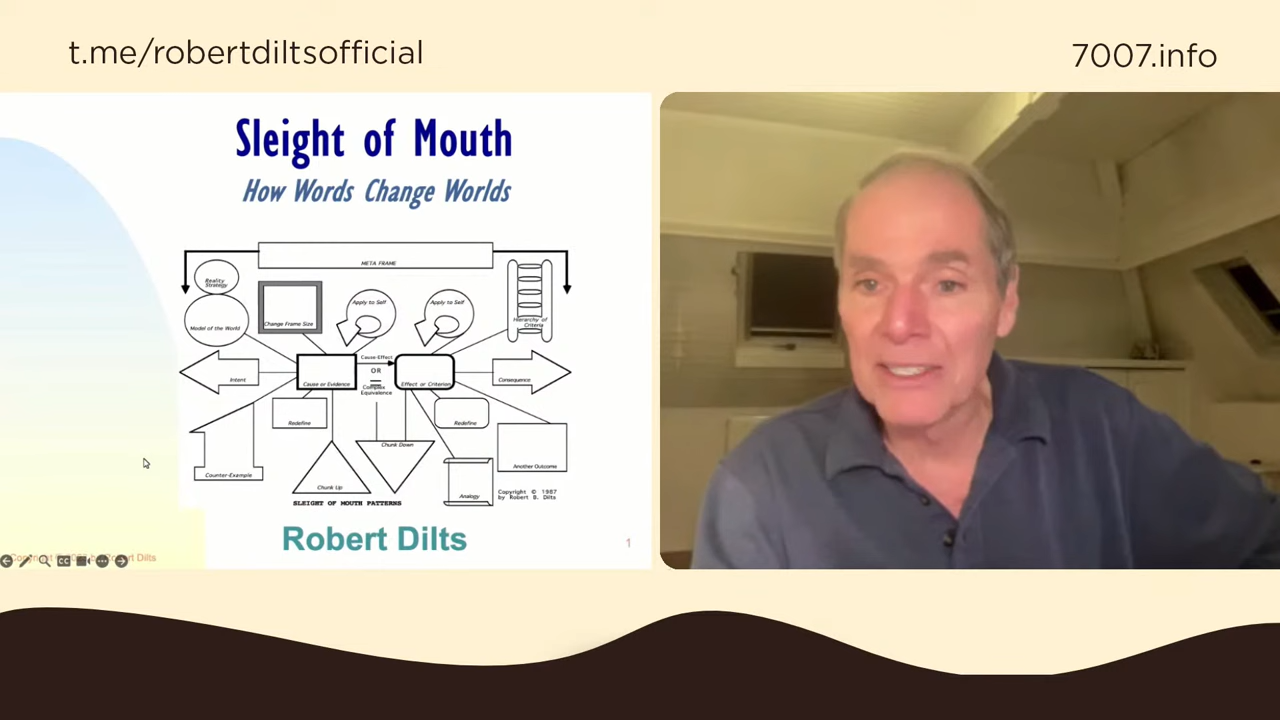 t.me/robertdiltsofficial
7007.info
Sleight of Mouth
How Words Change Worlds
META FRAME
Reality
Strategy
Model of the World
Change Frame Size
Apply to Self
Apply to Self
Hierarchy of
Criteria
Intent
Cause or Evidence
Cause-Effect
OR
Complex
Equivalence
Effect or Criterion
Consequence
Redefine
Redefine
Counter-Example
Chunk Up
Chunk Down
Analogy
Another Outcome
SLEIGHT OF MOUTH PATTERNS
Copyright © 1987
by Robert B. Dilts
Robert Dilts
1
CC